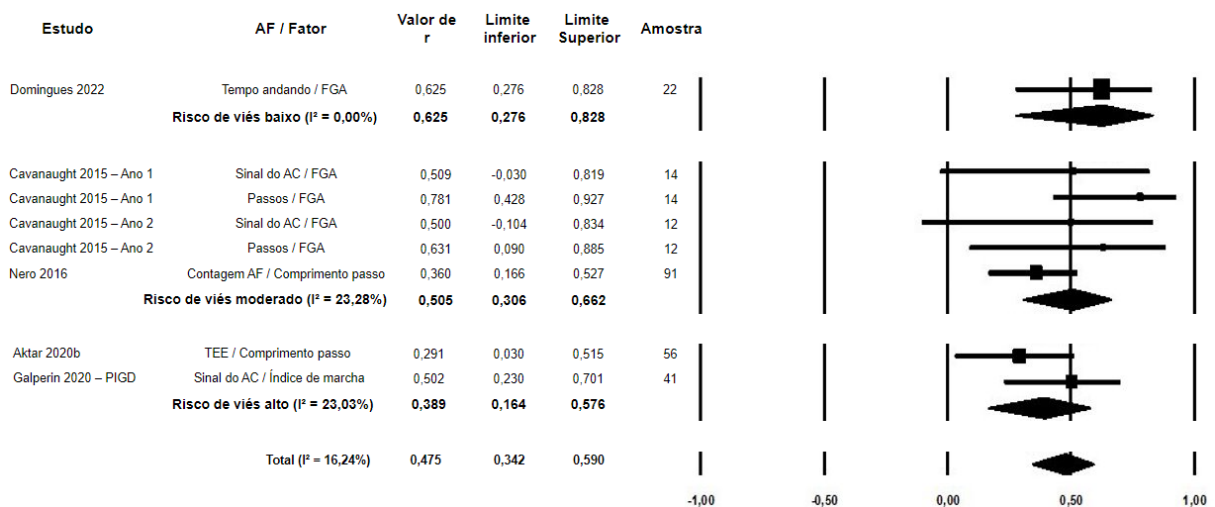 Estudo AF / Fator Valor de r Limite inferior Limite Superior Amostra
Domingues 2022 Tempo andando / FGA 0,625 0,276 0,828 22
Risco de viés baixo (I² = 0,00%) 0,625 0,276 0,828
Cavanaught 2015 – Ano 1 Sinal do AC / FGA 0,509 -0,030 0,819 14
Cavanaught 2015 – Ano 1 Passos / FGA 0,781 0,428 0,927 14
Cavanaught 2015 – Ano 2 Sinal do AC / FGA 0,500 -0,104 0,834 12
Cavanaught 2015 – Ano 2 Passos / FGA 0,631 0,090 0,885 12
Nero 2016 Contagem AF / Comprimento passo 0,360 0,166 0,527 91
Risco de viés moderado (I² = 23,28%) 0,505 0,306 0,662
Aktar 2020b TEE / Comprimento passo 0,291 0,030 0,515 56
Galperin 2020 – PIGD Sinal do AC / Índice de marcha 0,502 0,230 0,701 41
Risco de viés alto (I² = 23,03%) 0,389 0,164 0,576
Total (I² = 16,24%) 0,475 0,342 0,590
-1,00 -0,50 0,00 0,50 1,00